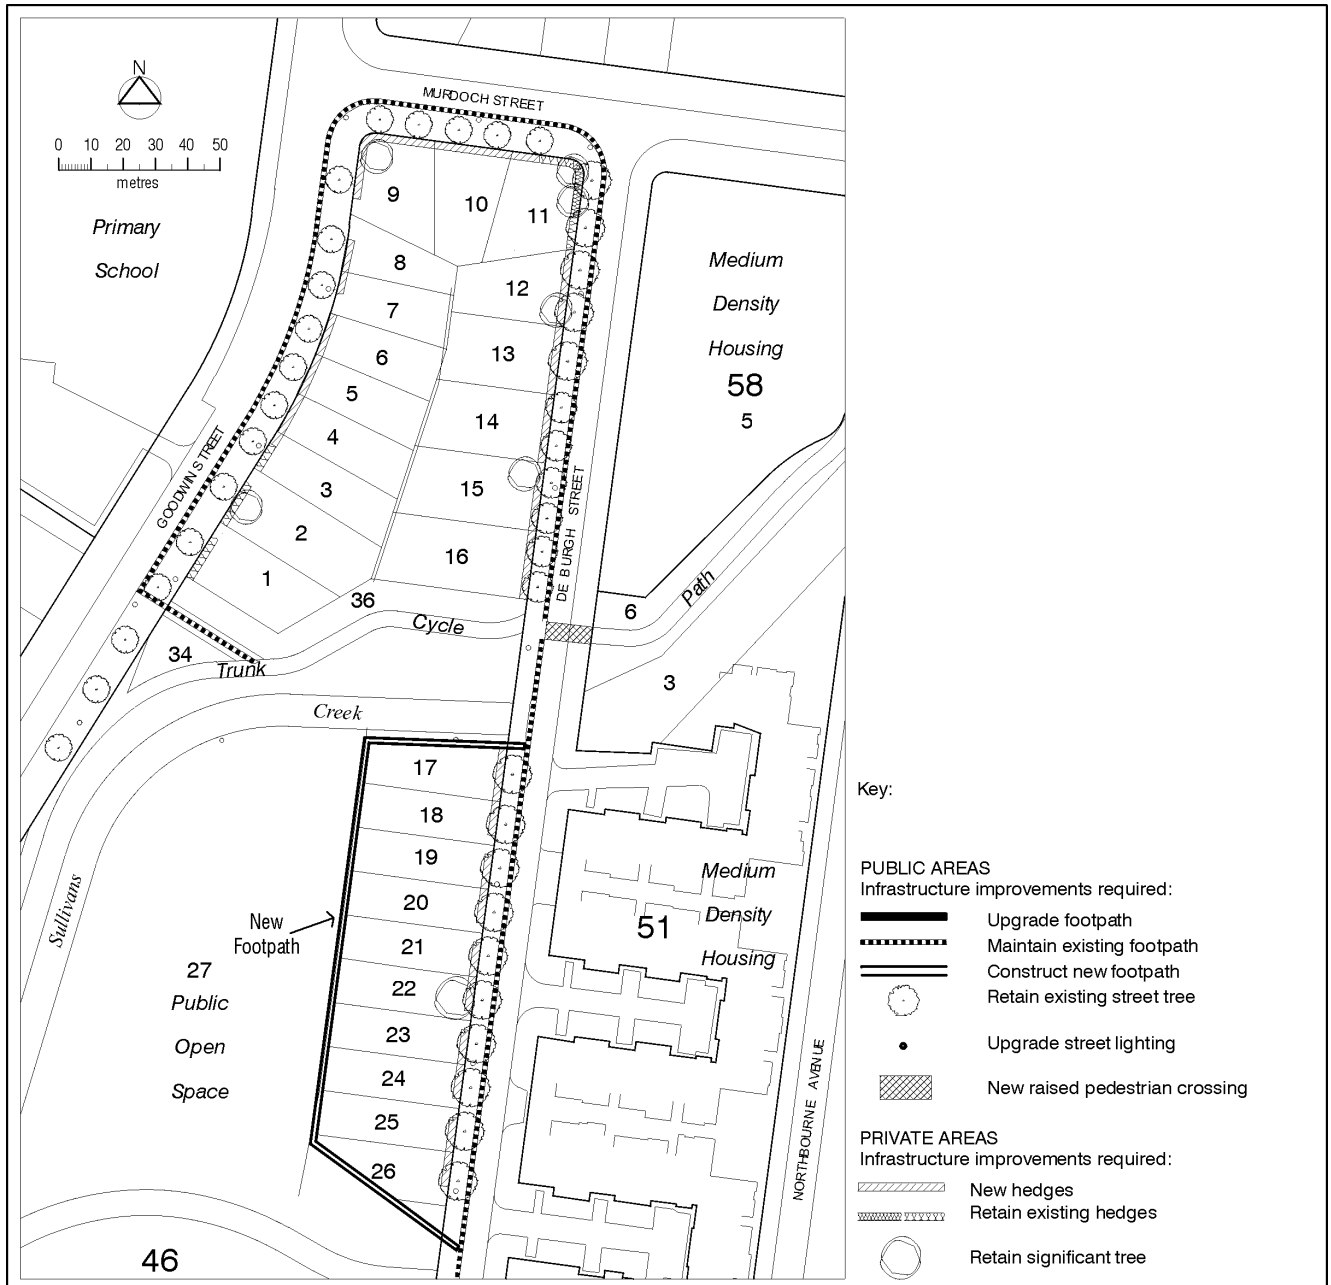 N
0 10 20 30 40 50
metres
MURDOCH STREET
Primary
School
9
10
11
8
12
7
13
6
5
14
4
3
15
2
16
1
36
GOODWIN STREET
DE BURGH STREET
Medium
Density
Housing
58
5
Path
6
Cycle
34
Trunk
3
Creek
Sullivans
17
18
19
20
21
22
23
24
25
26
New
Footpath
27
Public
Open
Space
46
Medium
Density
51
Housing
NORTHBOURNE AVENUE
Key:
PUBLIC AREAS
Infrastructure improvements required:
Upgrade footpath
Maintain existing footpath
Construct new footpath
Retain existing street tree
Upgrade street lighting
New raised pedestrian crossing
PRIVATE AREAS
Infrastructure improvements required:
New hedges
Retain existing hedges
Retain significant tree